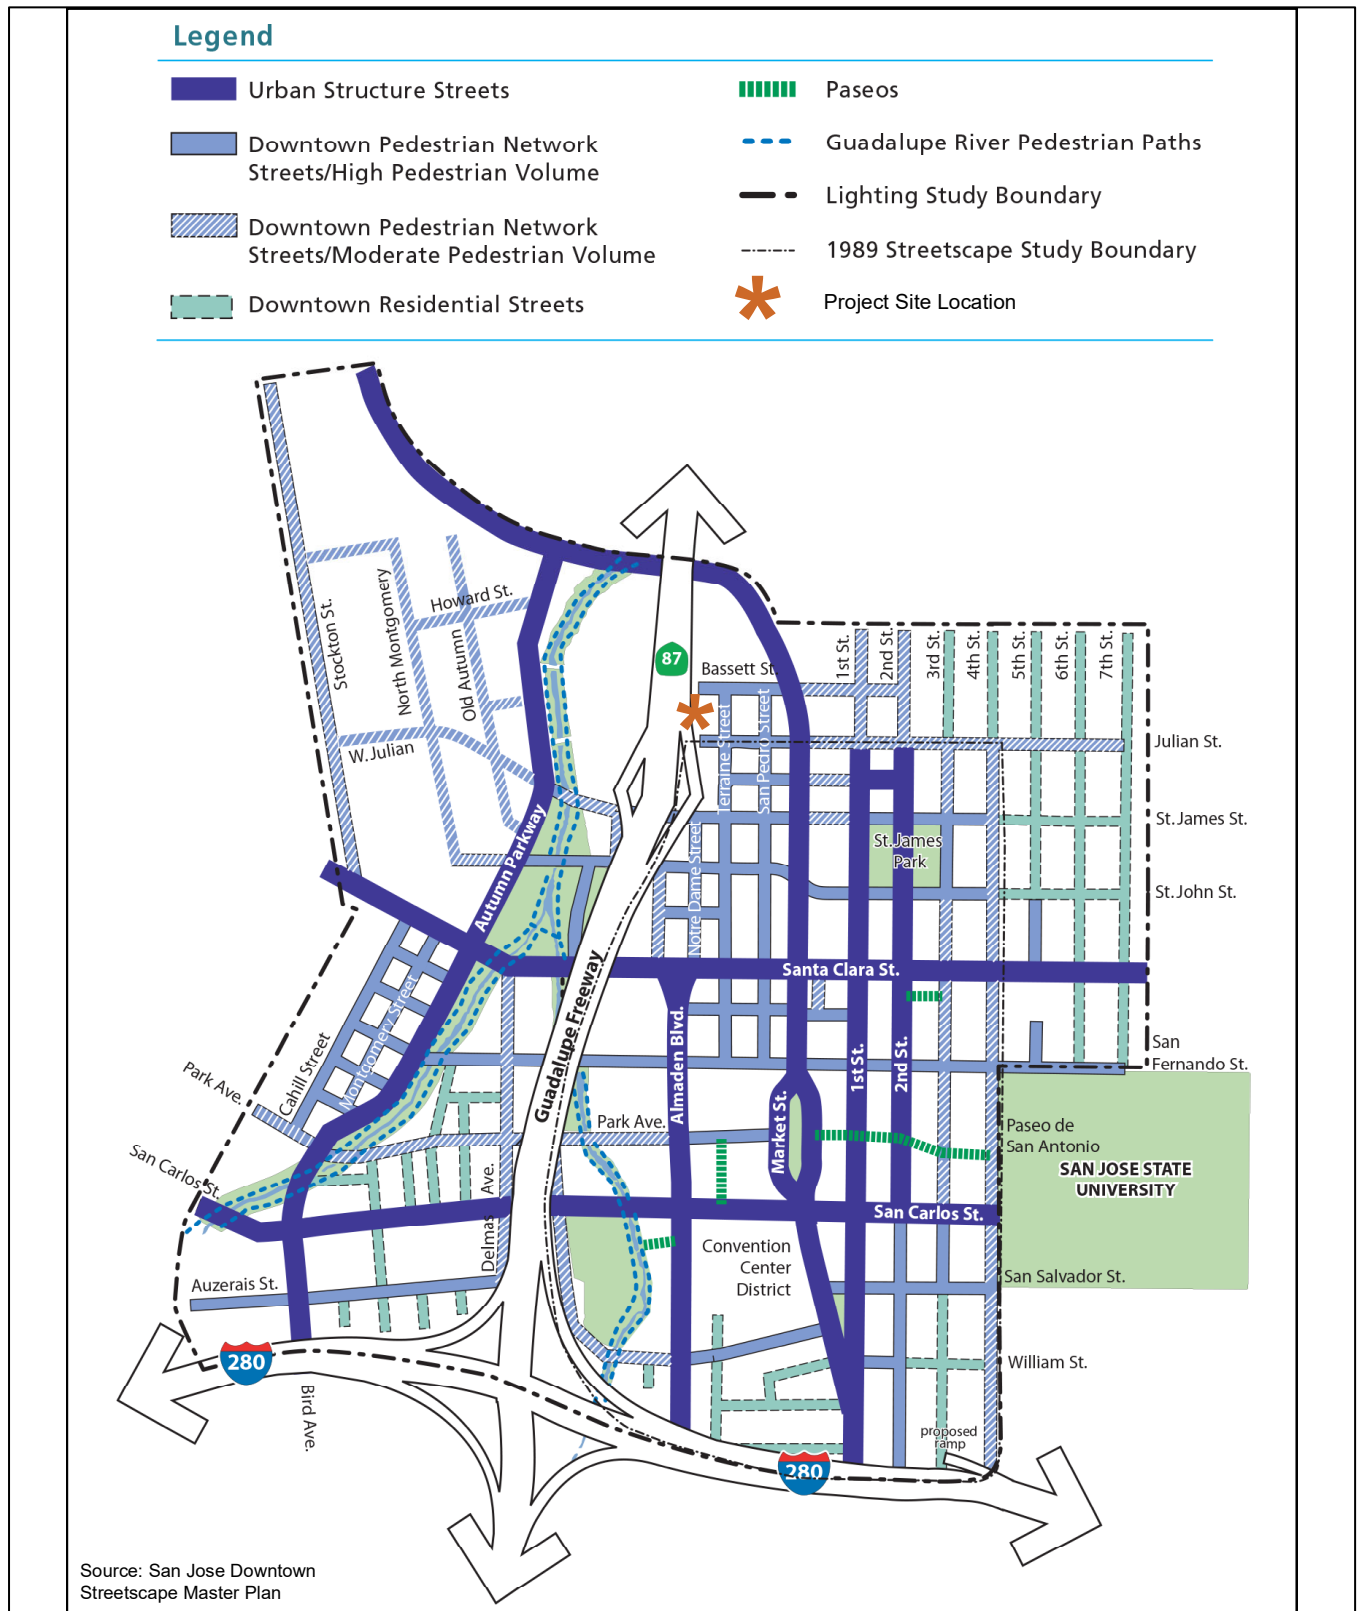 Legend
Urban Structure Streets
Downtown Pedestrian Network
Streets/High Pedestrian Volume
Downtown Pedestrian Network
Streets/Moderate Pedestrian Volume
Downtown Residential Streets
Paseos
Guadalupe River Pedestrian Paths
Lighting Study Boundary
1989 Streetscape Study Boundary
Project Site Location
Stockton St.
North Montgomery
Howard St.
Old Autumn
W. Julian
Autumn Parkway
87
Bassett St.
Terraine Street
San Pedro Street
Notre Dame Street
1st St.
2nd St.
3rd St.
4th St.
5th St.
6th St.
7th St.
Julian St.
St. James St.
St. James
Park
St. John St.
Santa Clara St.
Guadalupe Freeway
Almaden Blvd.
Market St.
1st St.
2nd St.
San
Fernando St.
Cahill Street
Montgomery Street
Park Ave.
Park Ave.
Paseo de
San Antonio
SAN JOSE STATE
UNIVERSITY
San Carlos St.
San Carlos St.
Delmas Ave.
Convention
Center
District
San Salvador St.
Auzerais St.
William St.
280
Bird Ave.
proposed
ramp
280
Source: San Jose Downtown
Streetscape Master Plan